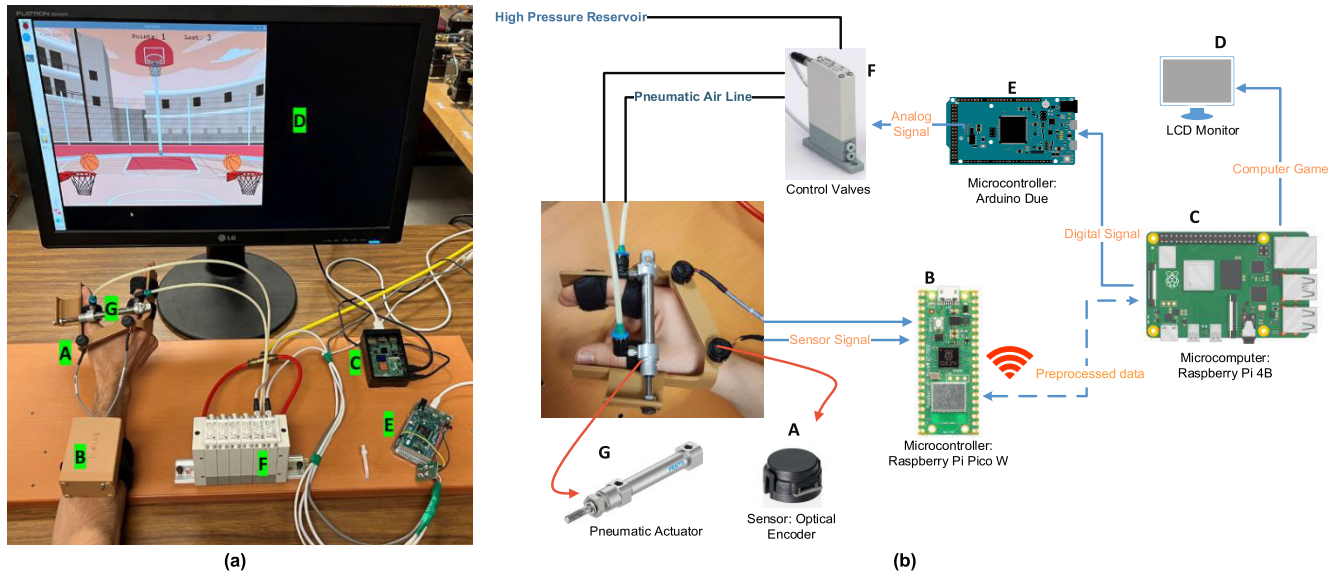 FLATRON
Points: 1 Lost: 3
D
LG
G
A
C
B
E
F
(a)
High Pressure Reservoir
Pneumatic Air Line
F
Control Valves
Analog
Signal
E
Microcontroller:
Arduino Due
D
LCD Monitor
Computer Game
Digital Signal
C
B
Sensor Signal
Preprocessed data
Microcomputer:
Raspberry Pi 4B
Microcontroller:
Raspberry Pi Pico W
G
FESTO
Pneumatic Actuator
A
Sensor: Optical
Encoder
(b)